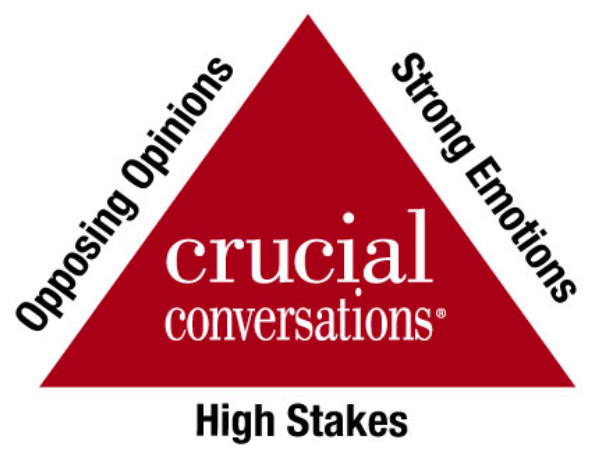 Opposing Opinions
Strong Emotions
crucial
conversations®
High Stakes